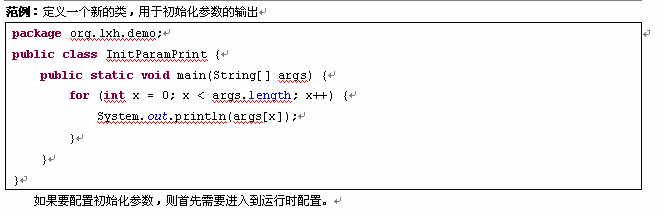 范例：定义一个新的类，用于初始化参数的输出↵
package org.lxh.demo;↵
public class InitParamPrint {↵
public static void main(String[] args) {↵
for (int x = 0; x < args.length; x++) {↵
System.out.println(args[x]);↵
}↵
}↵
}↵
如果要配置初始化参数，则首先需要进入到运行时配置。↵